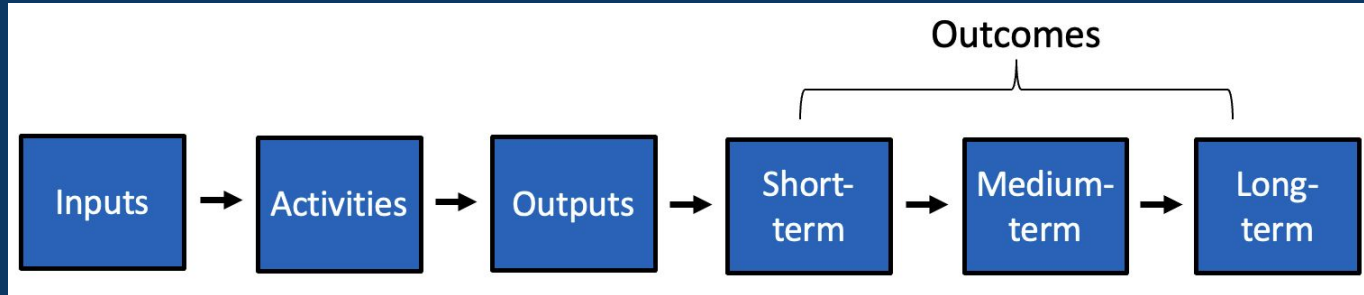 Outcomes
Inputs
Activities
Outputs
Short-
term
Medium-
term
Long-
term